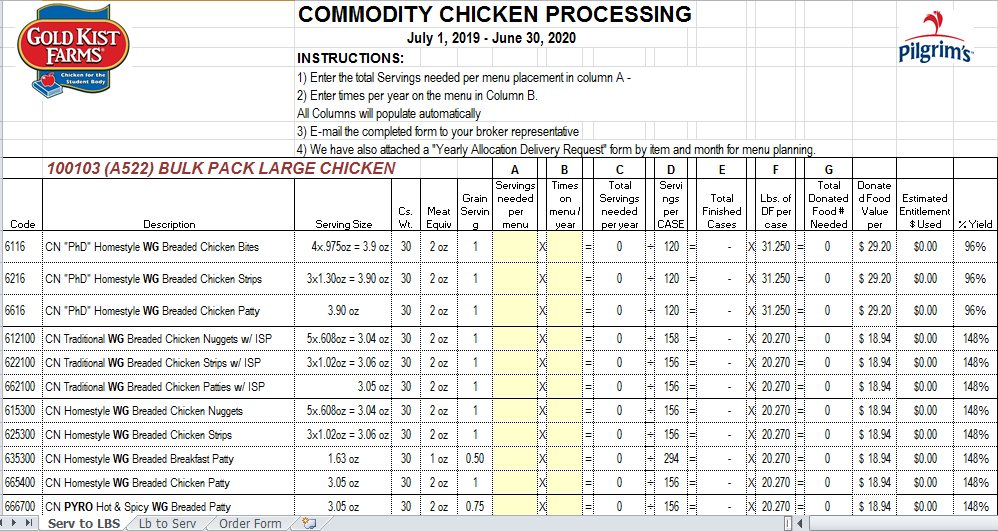 GOLD KIST
FARMS
Chicken for the
Student Body
COMMODITY CHICKEN PROCESSING
July 1, 2019 - June 30, 2020
Pilgrim's
INSTRUCTIONS:
1) Enter the total Servings needed per menu placement in column A -
2) Enter times per year on the menu in Column B.
All Columns will populate automatically
3) E-mail the completed form to your broker representative
4) We have also attached a "Yearly Allocation Delivery Request" form by item and month for menu planning.
100103 (A522) BULK PACK LARGE CHICKEN A B C D E F G
Code Description Serving Size Cs. Wt. Meat Equiv Grain Servin g Servings needed per menu Times on menu / year Total Servings needed per year Servi ngs per CASE Total Finished Cases Lbs. of DF per case Total Donated Food # Needed Donate d Food Value per Estimated Entitlement $ Used % Yield
6116 CN "PhD" Homestyle WG Breaded Chicken Bites 4x.975oz = 3.9 oz 30 2 oz 1 X = 0 ÷ 120 = - X 31.250 = 0 $ 29.20 $0.00 96%
6216 CN "PhD" Homestyle WG Breaded Chicken Strips 3x1.30oz = 3.90 oz 30 2 oz 1 X = 0 ÷ 120 = - X 31.250 = 0 $ 29.20 $0.00 96%
6616 CN "PhD" Homestyle WG Breaded Chicken Patty 3.90 oz 30 2 oz 1 X = 0 ÷ 120 = - X 31.250 = 0 $ 29.20 $0.00 96%
612100 CN Traditional WG Breaded Chicken Nuggets w/ ISP 5x.608oz = 3.04 oz 30 2 oz 1 X = 0 ÷ 158 = - X 20.270 = 0 $ 18.94 $0.00 148%
622100 CN Traditional WG Breaded Chicken Strips w/ ISP 3x1.02oz = 3.06 oz 30 2 oz 1 X = 0 ÷ 156 = - X 20.270 = 0 $ 18.94 $0.00 148%
662100 CN Traditional WG Breaded Chicken Patties w/ ISP 3.05 oz 30 2 oz 1 X = 0 ÷ 156 = - X 20.270 = 0 $ 18.94 $0.00 148%
615300 CN Homestyle WG Breaded Chicken Nuggets 5x.608oz = 3.04 oz 30 2 oz 1 X = 0 ÷ 156 = - X 20.270 = 0 $ 18.94 $0.00 148%
625300 CN Homestyle WG Breaded Chicken Strips 3x1.02oz = 3.06 oz 30 2 oz 1 X = 0 ÷ 156 = - X 20.270 = 0 $ 18.94 $0.00 148%
635300 CN Homestyle WG Breaded Breakfast Patty 1.63 oz 30 1 oz 0.50 X = 0 ÷ 294 = - X 20.270 = 0 $ 18.94 $0.00 148%
665400 CN Homestyle WG Breaded Chicken Patty 3.05 oz 30 2 oz 1 X = 0 ÷ 156 = - X 20.270 = 0 $ 18.94 $0.00 148%
666700 CN PYRO Hot & Spicy WG Breaded Patty 3.05 oz 30 2 oz 0.75 X = 0 ÷ 156 = - X 20.270 = 0 $ 18.94 $0.00 148%
Serv to LBS Lb to Serv Order Form